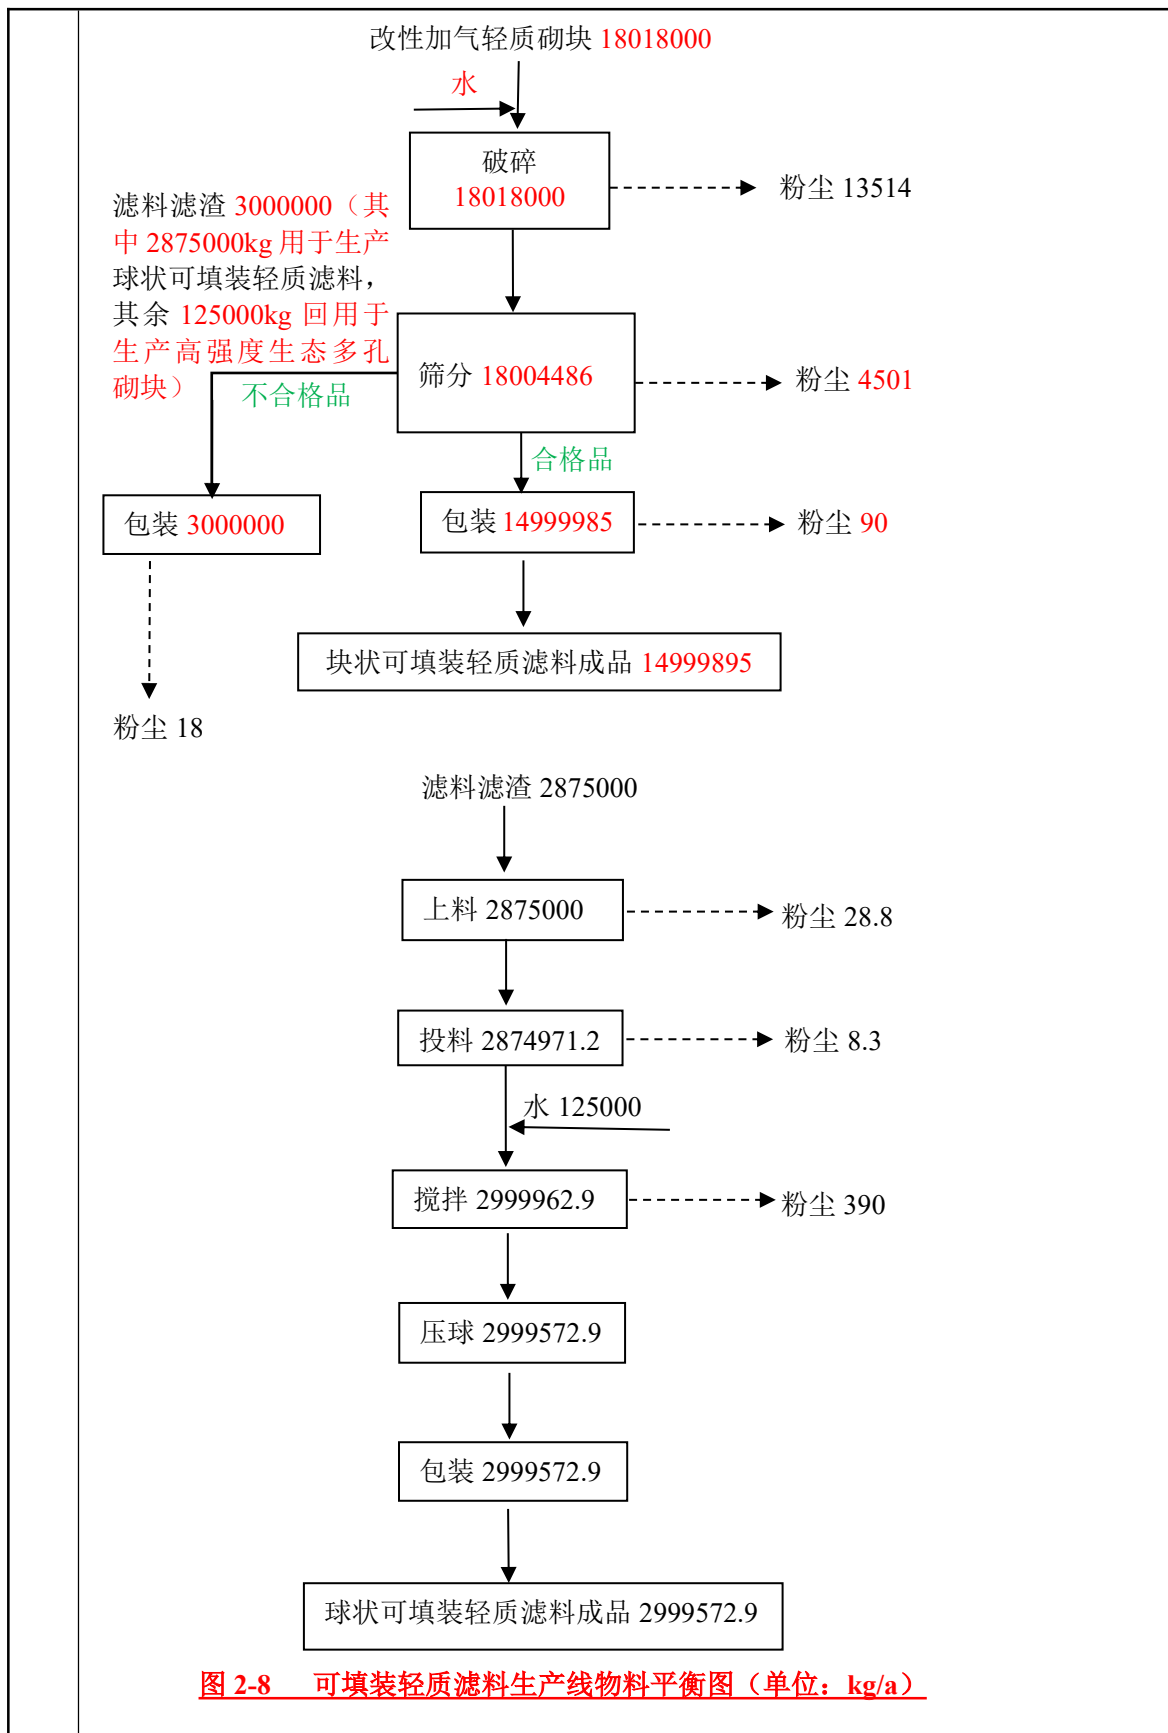 改性加气轻质砌块 18018000
水
破碎
18018000
粉尘 13514
滤料滤渣 3000000（其
中 2875000kg 用于生产
球状可填装轻质滤料，
其余 125000kg 回用于
生产高强度生态多孔
砌块）
筛分 18004486
粉尘 4501
不合格品
合格品
包装 3000000
包装 14999985
粉尘 90
块状可填装轻质滤料成品 14999895
粉尘 18
滤料滤渣 2875000
上料 2875000
粉尘 28.8
投料 2874971.2
粉尘 8.3
水 125000
搅拌 2999962.9
粉尘 390
压球 2999572.9
包装 2999572.9
球状可填装轻质滤料成品 2999572.9
图 2-8 可填装轻质滤料生产线物料平衡图（单位：kg/a）